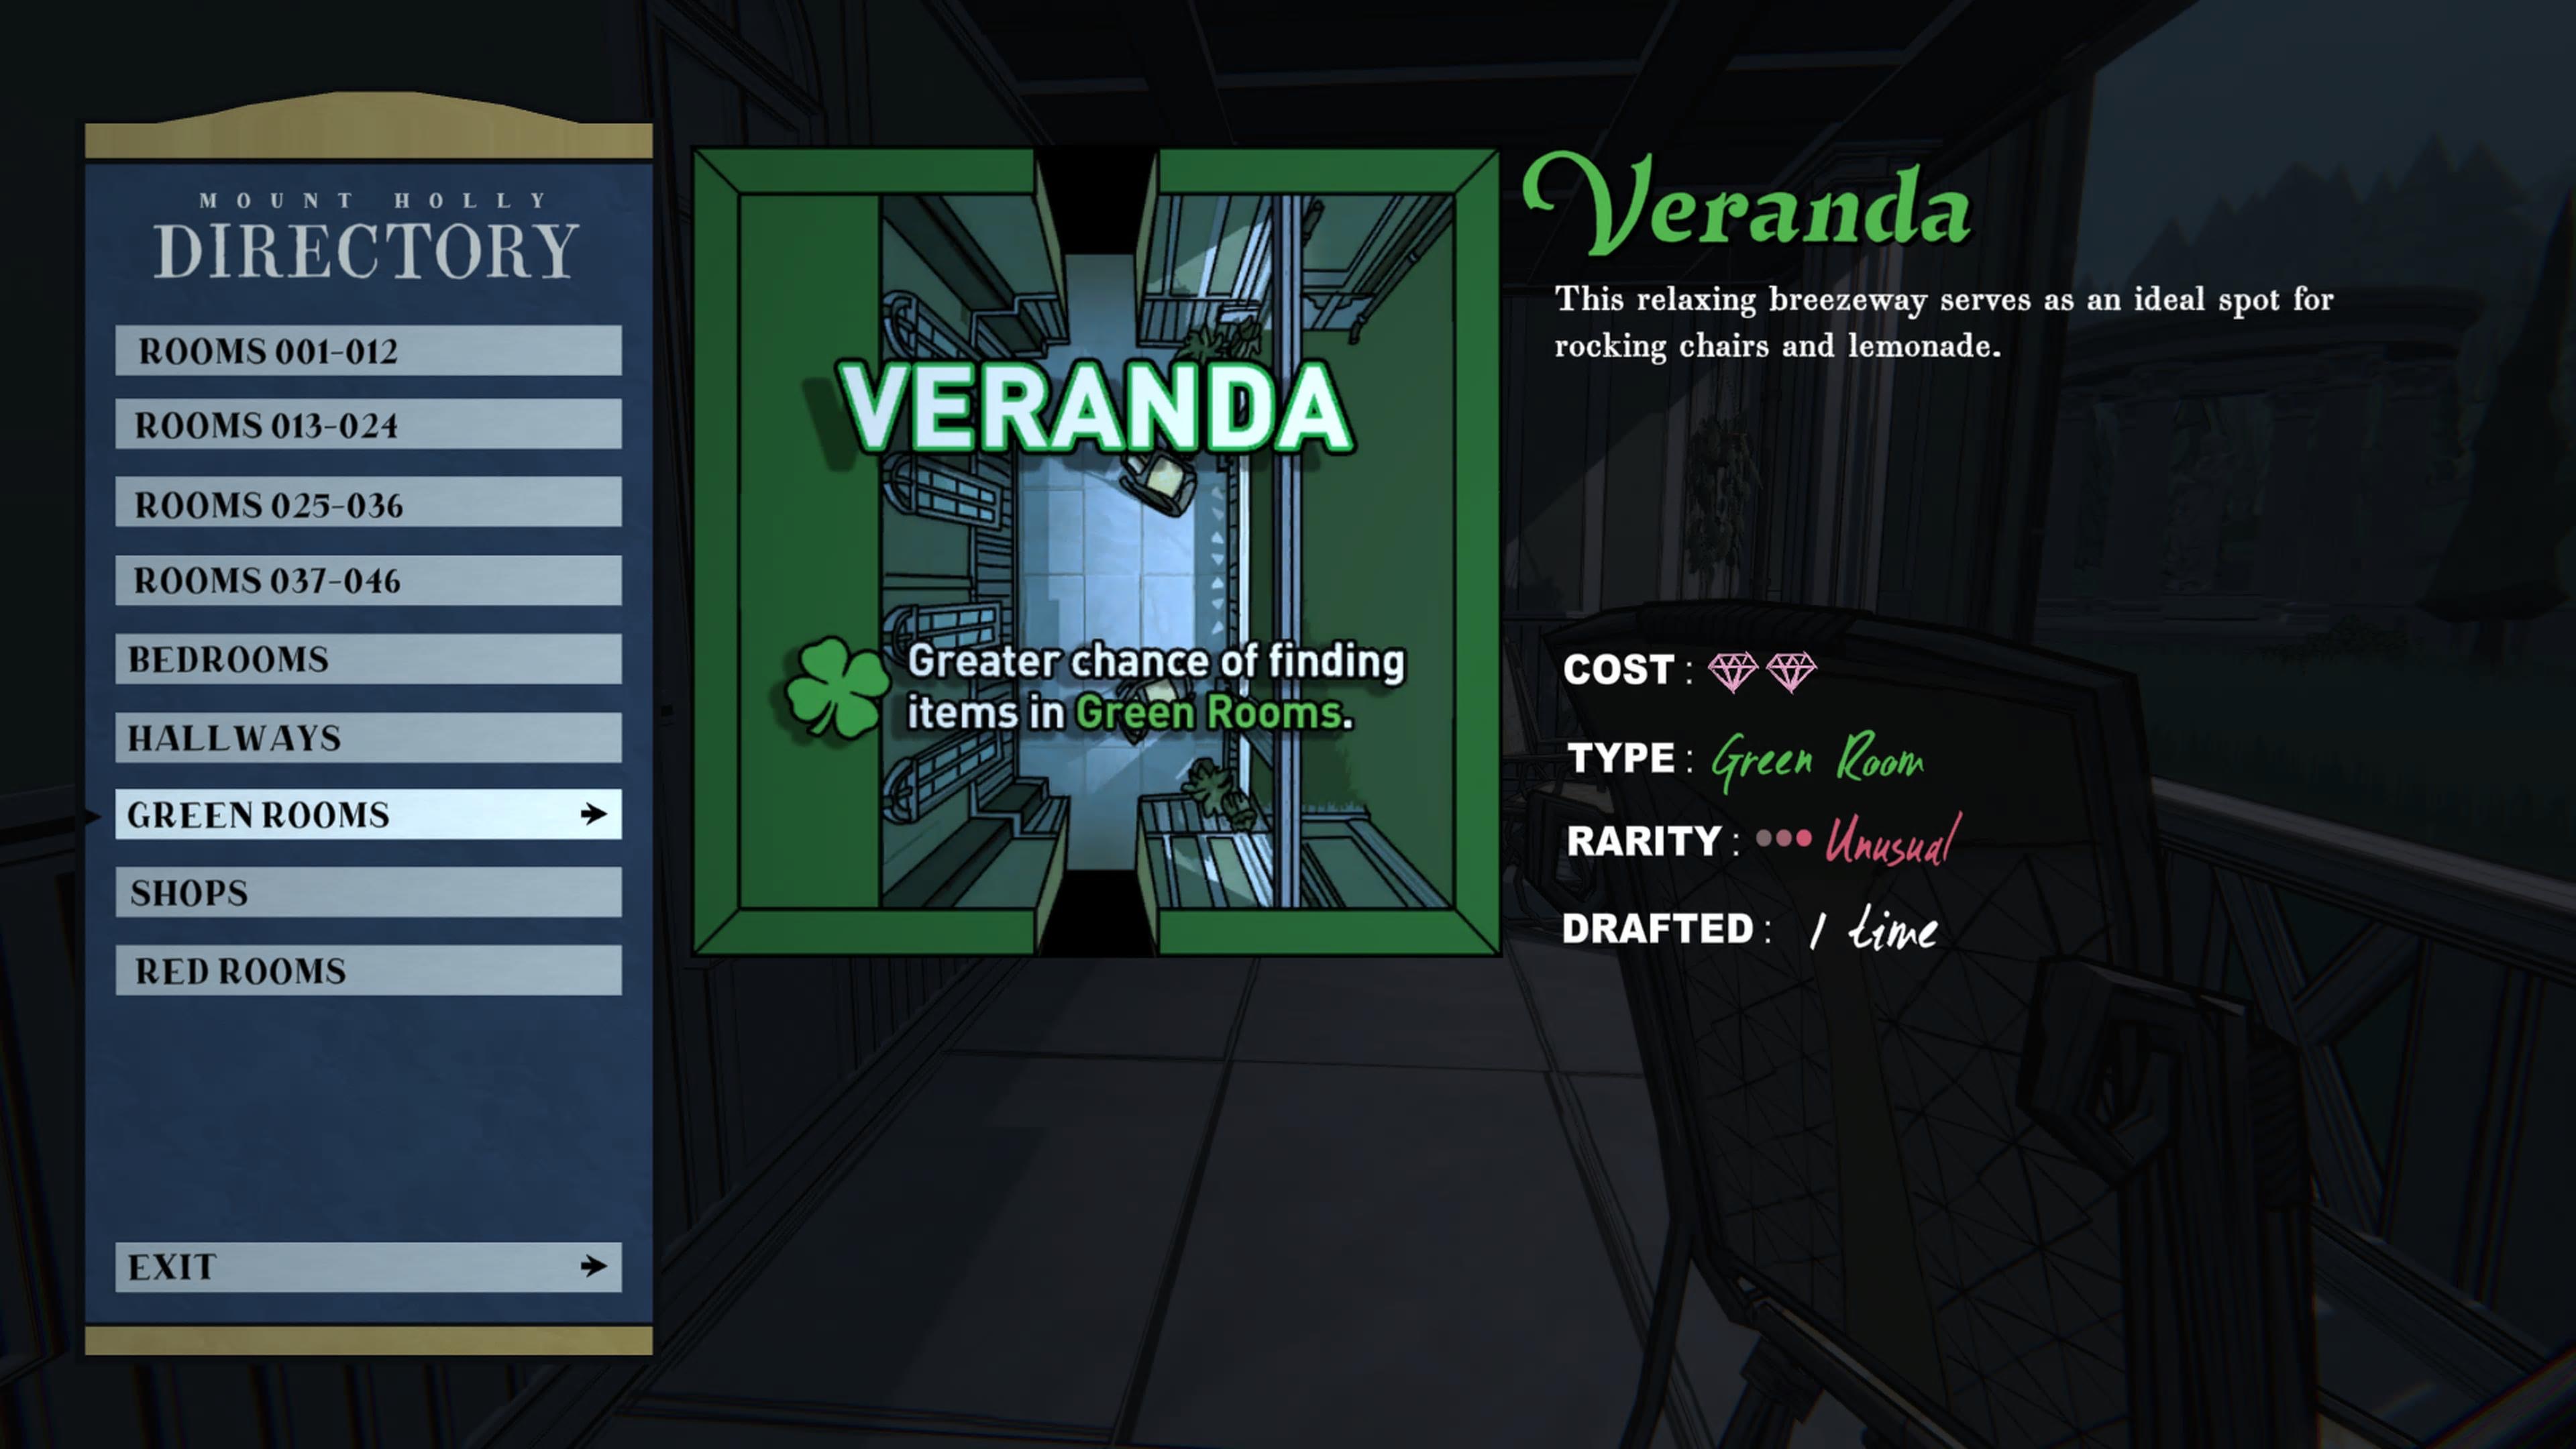 MOUNT HOLLY
DIRECTORY
ROOMS 001-012
ROOMS 013-024
ROOMS 025-036
ROOMS 037-046
BEDROOMS
HALLWAYS
GREEN ROOMS
SHOPS
RED ROOMS
EXIT
VERANDA
Greater chance of finding
items in Green Rooms.
Veranda
This relaxing breezeway serves as an ideal spot for
rocking chairs and lemonade.
COST :
TYPE : Green Room
RARITY : Unusual
DRAFTED : 1 time